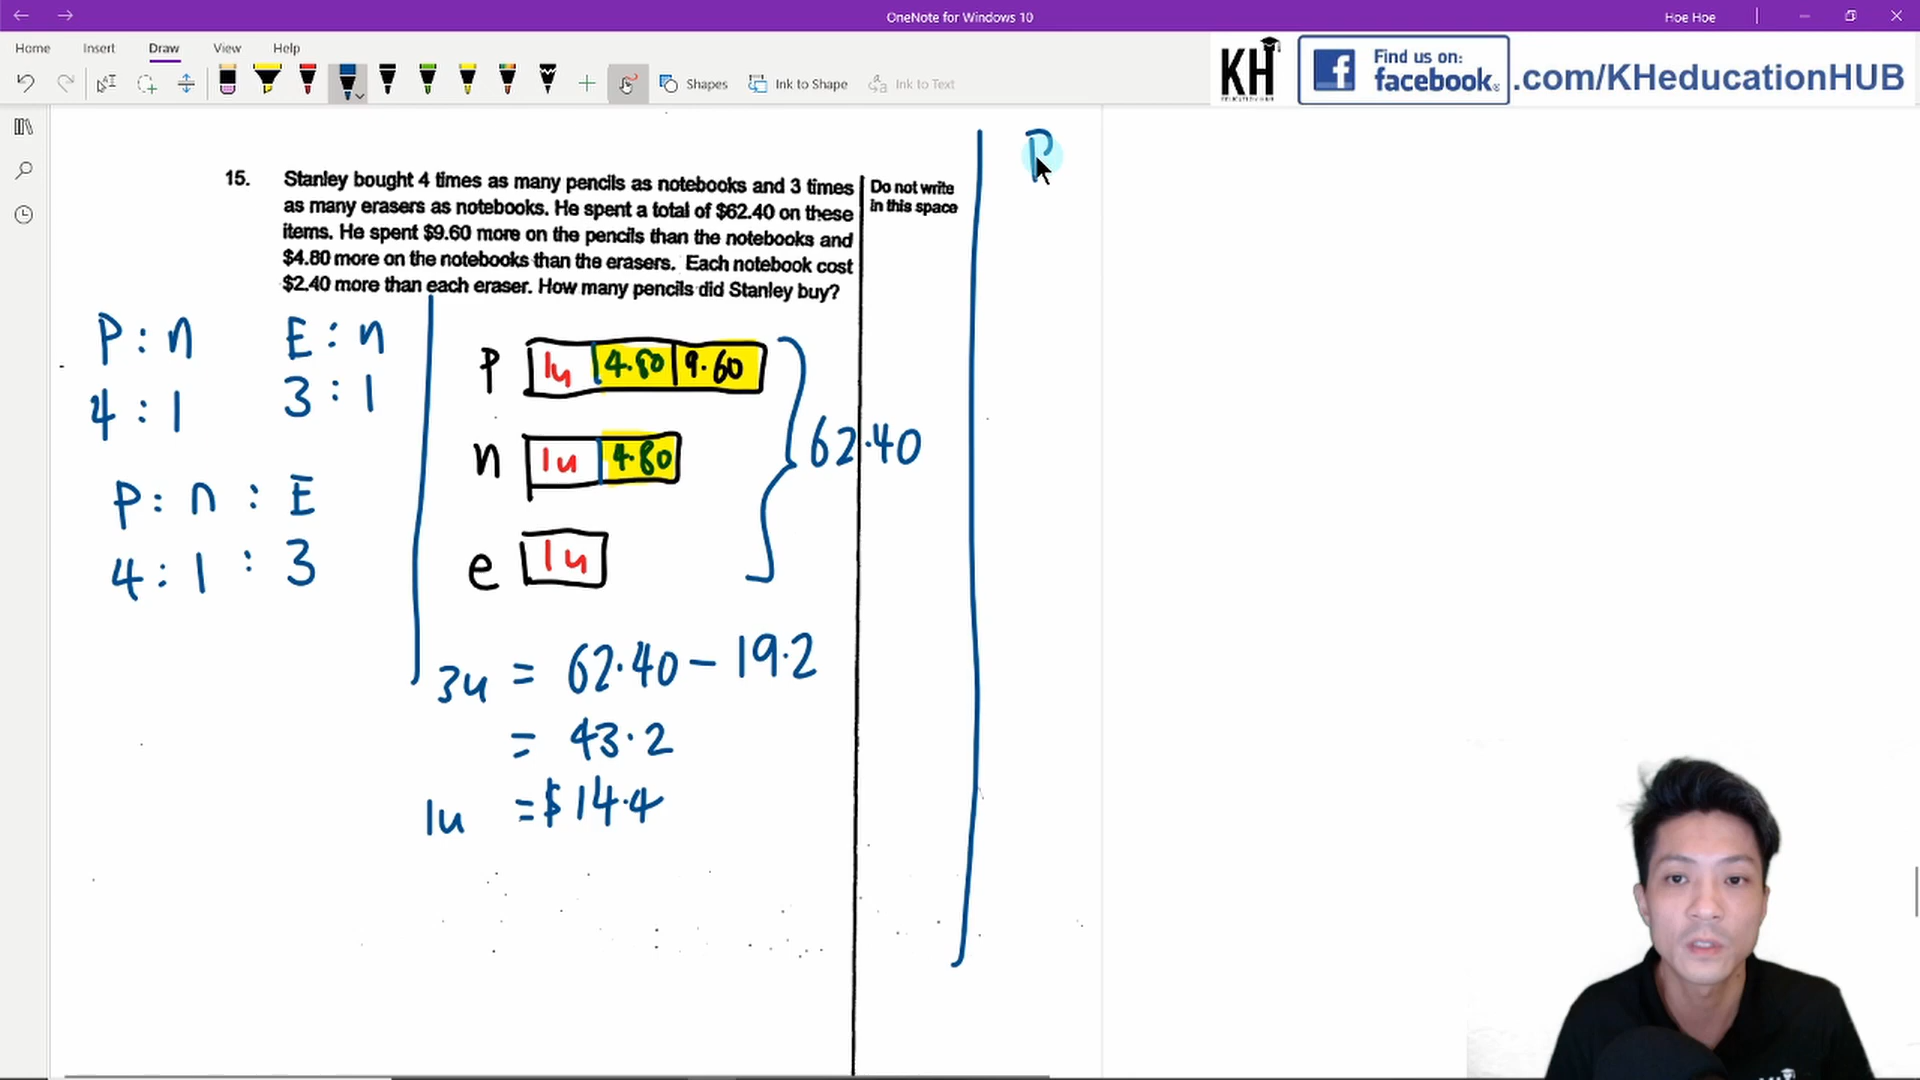 OneNote for Windows 10
Hoe Hoe
Home Insert Draw View Help
Shapes Ink to Shape Ink to Text
KH
Find us on:
facebook .com/KHeducationHUB
15. Stanley bought 4 times as many pencils as notebooks and 3 times
as many erasers as notebooks. He spent a total of $62.40 on these
items. He spent $9.60 more on the pencils than the notebooks and
$4.80 more on the notebooks than the erasers. Each notebook cost
$2.40 more than each eraser. How many pencils did Stanley buy?
Do not write
in this space
P
P : n E : n
4 : 1 3 : 1
P : n : E
4 : 1 : 3
P 1u 4.80 9.60
n 1u 4.80
e 1u
62.40
3u = 62.40 - 19.2
= 43.2
1u = $14.4